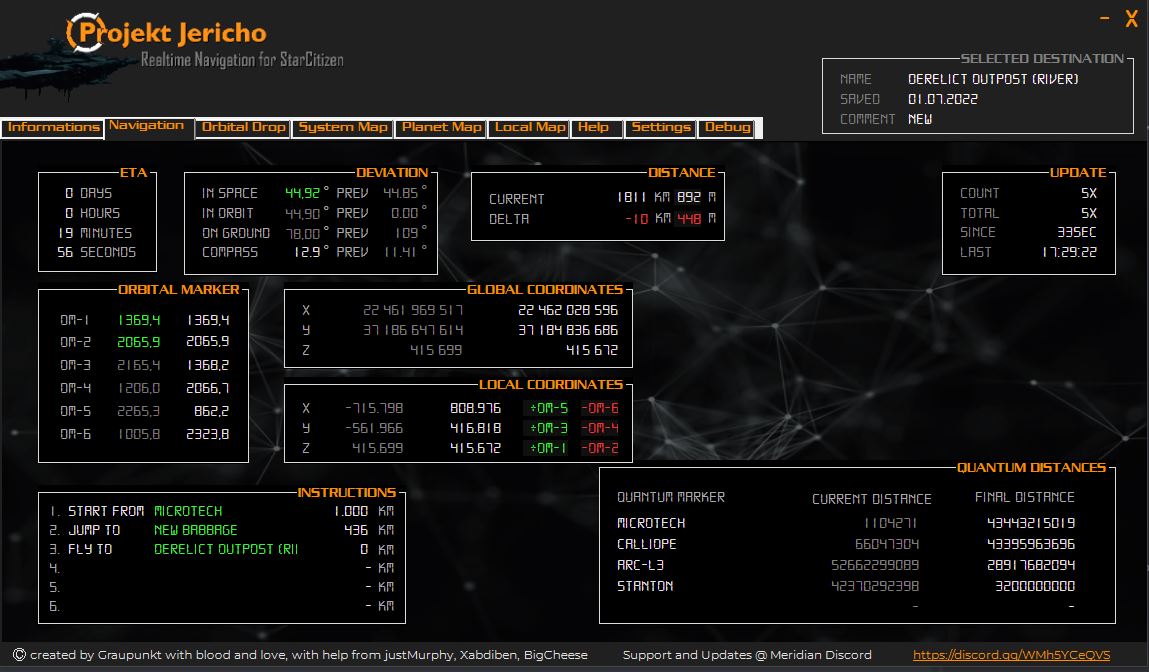 Projekt Jericho
Realtime Navigation for StarCitizen
– X
SELECTED DESTINATION
NAME DERELICT OUTPOST (RIVER)
SAVED 01.07.2022
COMMENT NEW
Informations Navigation Orbital Drop System Map Planet Map Local Map Help Settings Debug
ETA
0 DAYS
0 HOURS
19 MINUTES
56 SECONDS
DEVIATION
IN SPACE 44,92 ° PREV 44.85 °
IN ORBIT 44,90 ° PREV 0.00 °
ON GROUND 78,00 ° PREV 109 °
COMPASS 12.9 ° PREV 11.41 °
DISTANCE
CURRENT 1811 KM 892 M
DELTA -10 KM 448 M
UPDATE
COUNT 5X
TOTAL 5X
SINCE 335EC
LAST 17:29:22
ORBITAL MARKER
OM-1 1369,4 1369,4
OM-2 2065,9 2065,9
OM-3 2165,4 1368,2
OM-4 1206,0 2066,7
OM-5 2265,3 862,2
OM-6 1005,8 2323,8
GLOBAL COORDINATES
X 22 461 969 517 22 462 028 596
Y 37 186 647 614 37 184 836 686
Z 415 699 415 672
LOCAL COORDINATES
X -715.798 808.976 +OM-5 -OM-6
Y -561.966 416.818 +OM-3 -OM-4
Z 415.699 415.672 +OM-1 -OM-2
INSTRUCTIONS
1. START FROM MICROTECH 1.000 KM
2. JUMP TO NEW BABBAGE 436 KM
3. FLY TO DERELICT OUTPOST (RI 0 KM
4. - KM
5. - KM
6. - KM
QUANTUM DISTANCES
QUANTUM MARKER CURRENT DISTANCE FINAL DISTANCE
MICROTECH 1104271 43443215019
CALLIOPE 66047304 43395963696
ARC-L3 52662299089 28917682094
STANTON 42370292398 3200000000
- -
© created by Graupunkt with blood and love, with help from justMurphy, Xabdiben, BigCheese Support and Updates @ Meridian Discord https://discord.gg/WMh5YCeQVS